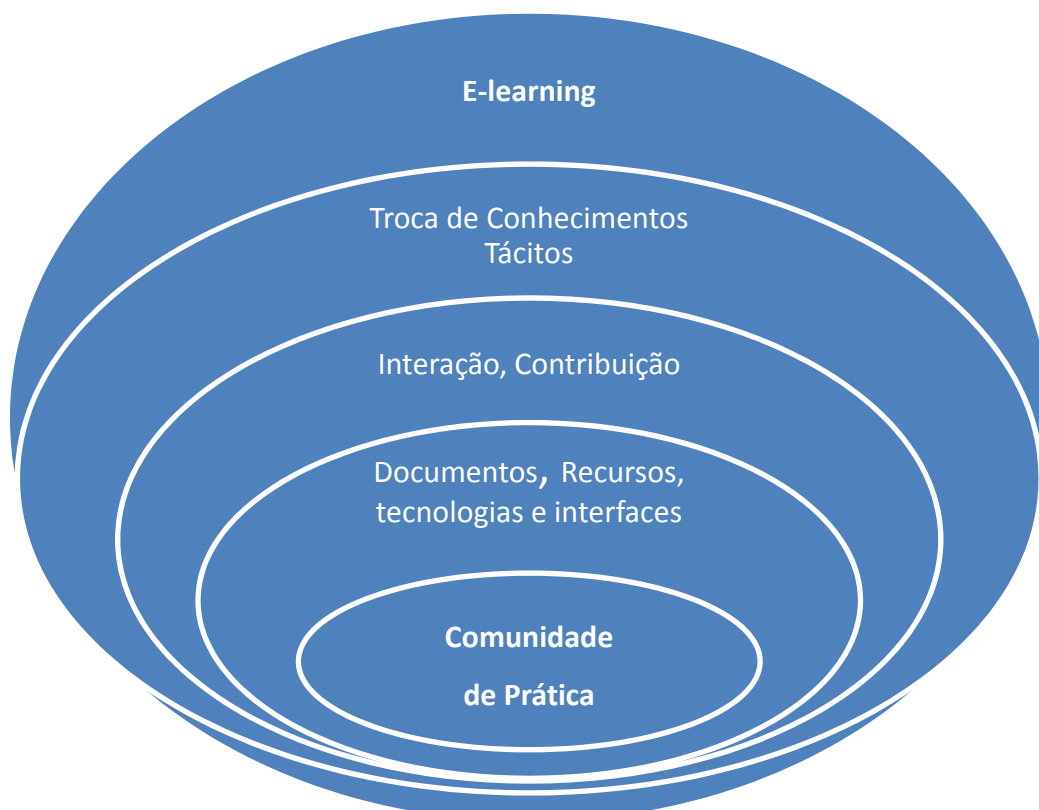 E-learning
Troca de Conhecimentos
Tácitos
Interação, Contribuição
Documentos, Recursos,
tecnologias e interfaces
Comunidade
de Prática